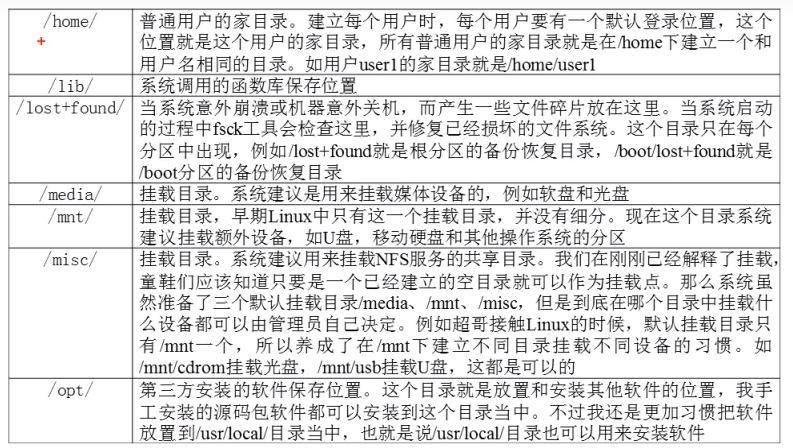 /home/
普通用户的家目录。建立每个用户时，每个用户要有一个默认登录位置，这个
位置就是这个用户的家目录，所有普通用户的家目录就是在/home下建立一个和
用户名相同的目录。如用户user1的家目录就是/home/user1
/lib/
系统调用的函数库保存位置
/lost+found/
当系统意外崩溃或机器意外关机，而产生一些文件碎片放在这里。当系统启动
的过程中fsck工具会检查这里，并修复已经损坏的文件系统。这个目录只在每个
分区中出现，例如/lost+found就是根分区的备份恢复目录，/boot/lost+found就是
/boot分区的备份恢复目录
/media/
挂载目录。系统建议是用来挂载媒体设备的，例如软盘和光盘
/mnt/
挂载目录，早期Linux中只有这一个挂载目录，并没有细分。现在这个目录系统
建议挂载额外设备，如U盘，移动硬盘和其他操作系统的分区
/misc/
挂载目录。系统建议用来挂载NFS服务的共享目录。我们在刚刚已经解释了挂载，
童鞋们应该知道只要是一个已经建立的空目录就可以作为挂载点。那么系统虽
然准备了三个默认挂载目录/media、/mnt、/misc，但是到底在哪个目录中挂载什
么设备都可以由管理员自己决定。例如超哥接触Linux的时候，默认挂载目录只
有/mnt一个，所以养成了在/mnt下建立不同目录挂载不同设备的习惯。如
/mnt/cdrom挂载光盘，/mnt/usb挂载U盘，这都是可以的
/opt/
第三方安装的软件保存位置。这个目录就是放置和安装其他软件的位置，我手
工安装的源码包软件都可以安装到这个目录当中。不过我还是更加习惯把软件
放置到/usr/local/目录当中，也就是说/usr/local/目录也可以用来安装软件